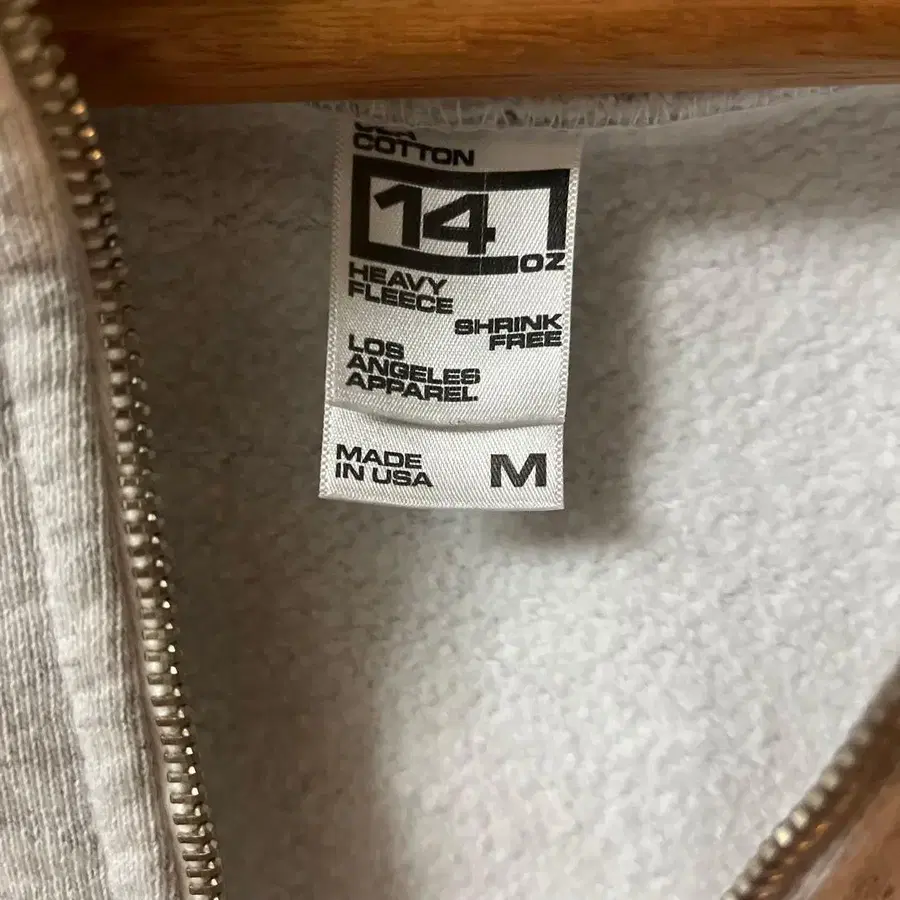 COTTON
14
OZ
HEAVY
FLEECE
SHRINK
FREE
LOS
ANGELES
APPAREL.
MADE
IN USA
M